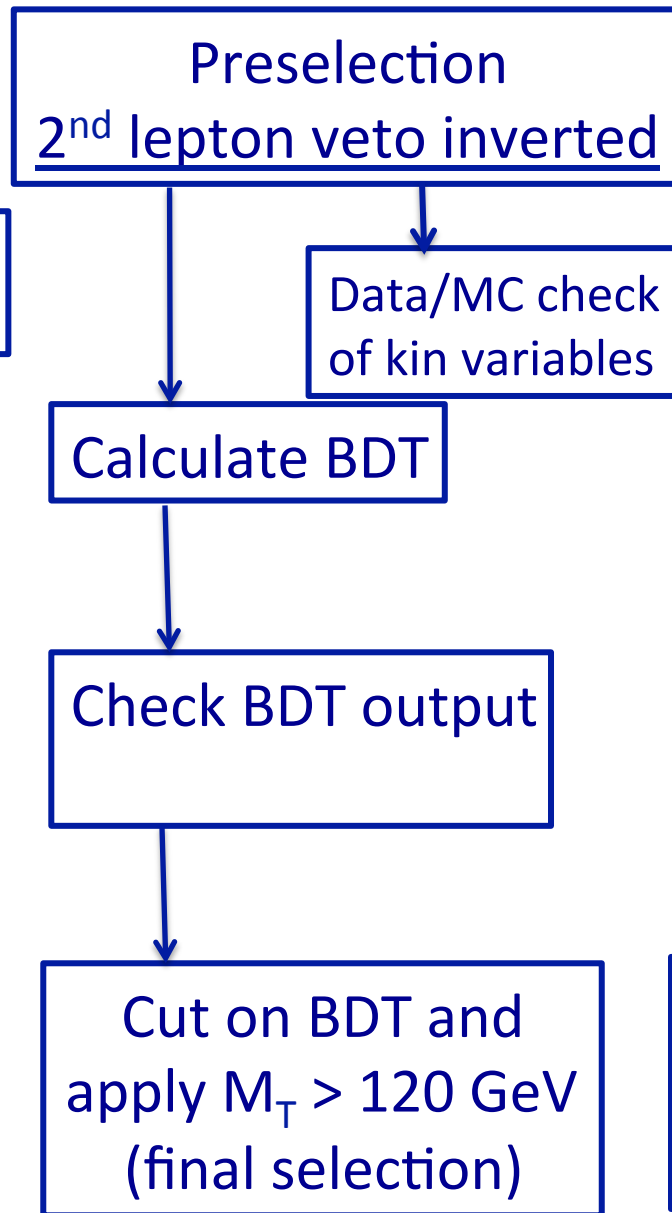 Preselection
2nd lepton veto inverted
Data/MC check
of kin variables
Calculate BDT
Check BDT output
Cut on BDT and
apply MT > 120 GeV
(final selection)